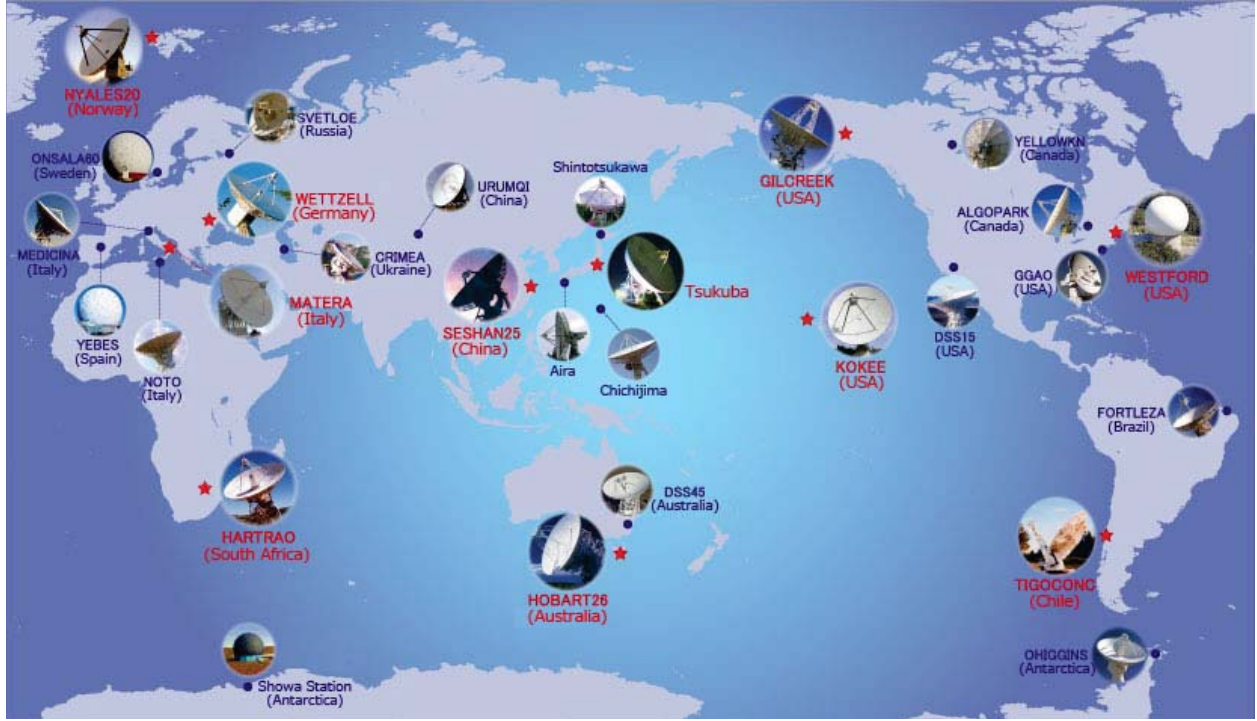 NYALES20
(Norway)
SVETLOE
(Russia)
ONSALA60
(Sweden)
WETTZELL
(Germany)
MEDICINA
(Italy)
CRIMEA
(Ukraine)
URUMQI
(China)
YEBES
(Spain)
NOTO
(Italy)
MATERA
(Italy)
SESHAN25
(China)
Shintotsukawa
Tsukuba
Aira
Chichijima
GILCREEK
(USA)
YELLOWKN
(Canada)
ALGOPARK
(Canada)
GGAO
(USA)
WESTFORD
(USA)
KOKEE
(USA)
DSS15
(USA)
FORTLEZA
(Brazil)
HARTRAO
(South Africa)
DSS45
(Australia)
HOBART26
(Australia)
TIGOCONC
(Chile)
Showa Station
(Antarctica)
OHIGGINS
(Antarctica)